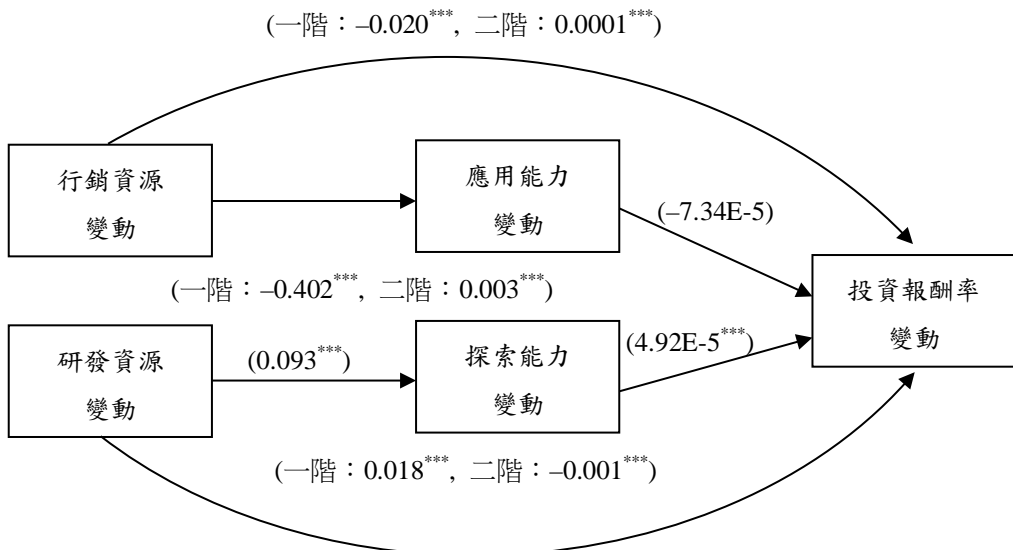 (一階：–0.020***, 二階：0.0001***)
行銷資源
變動
應用能力
變動
(–7.34E-5)
投資報酬率
變動
(一階：–0.402***, 二階：0.003***)
研發資源
變動
(0.093***)
探索能力
變動
(4.92E-5***)
(一階：0.018***, 二階：–0.001***)